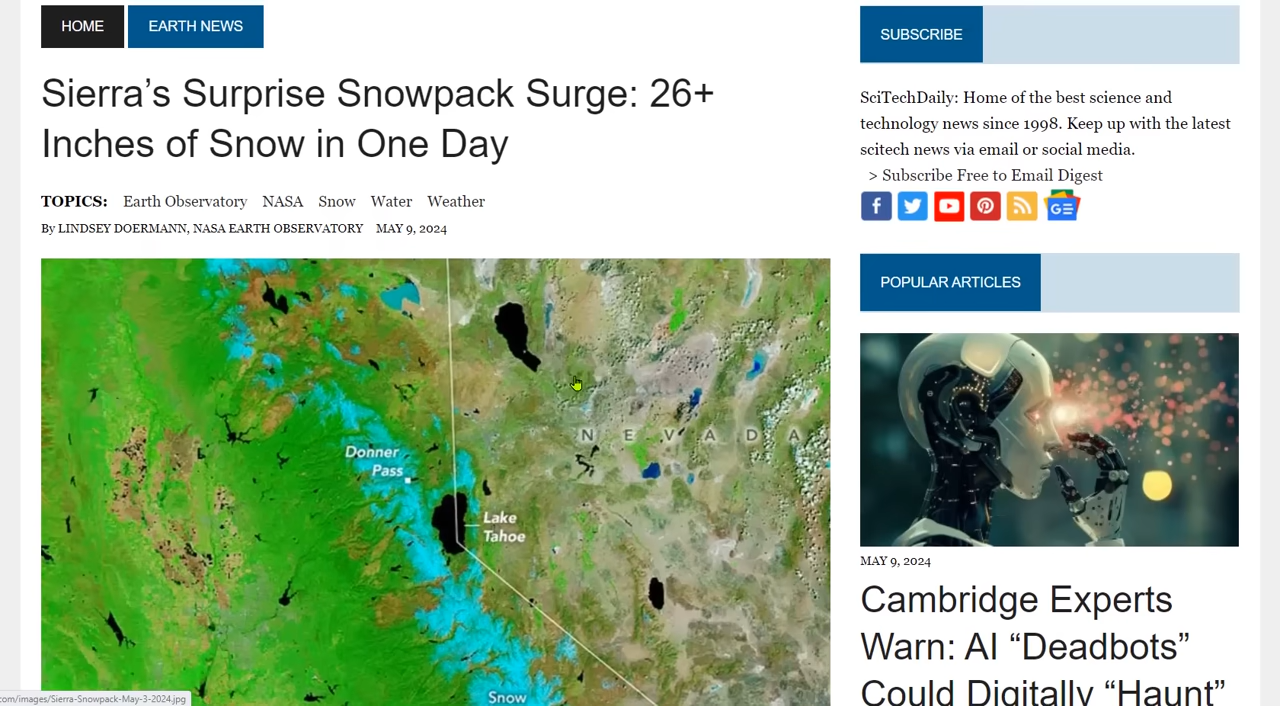 HOME
EARTH NEWS
Sierra’s Surprise Snowpack Surge: 26+
Inches of Snow in One Day
TOPICS: Earth Observatory NASA Snow Water Weather
By LINDSEY DOERMANN, NASA EARTH OBSERVATORY MAY 9, 2024
NEVADA
Donner
Pass
Lake
Tahoe
Snow
com/images/Sierra-Snowpack-May-3-2024.jpg
SUBSCRIBE
SciTechDaily: Home of the best science and
technology news since 1998. Keep up with the latest
scitech news via email or social media.
> Subscribe Free to Email Digest
f
GE
POPULAR ARTICLES
MAY 9, 2024
Cambridge Experts
Warn: AI “Deadbots”
Could Digitally “Haunt”